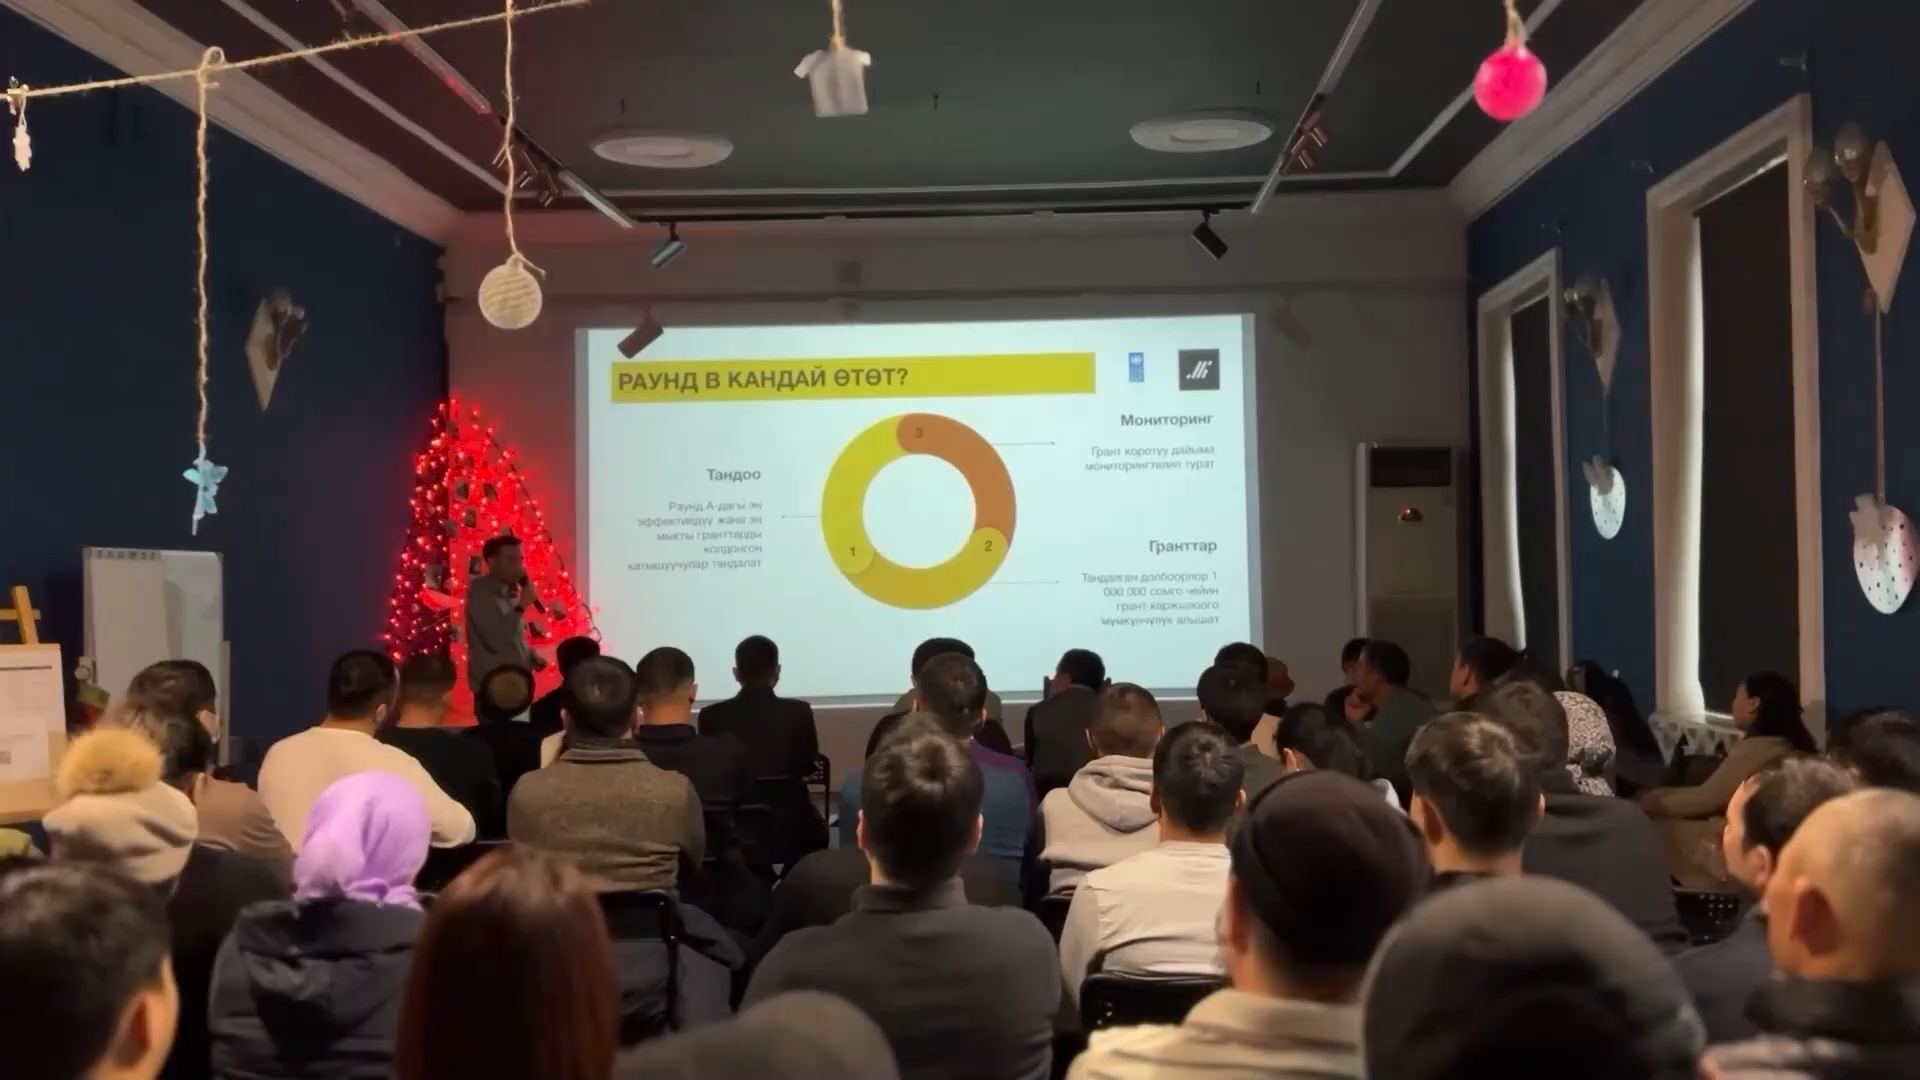 РАУНД В КАНДАЙ ӨТӨТ?
Тандоо
Раунд А-дагы эң
эффективдүү жана эң
мыкты гранттарды
колдонгон
катышуучулар тандалат
3
1
2
Мониторинг
Грант коротуу дайыма
мониторингтелип турат
Гранттар
Тандалган долбоорлор 1
000 000 сомго чейин
грант каржылоого
мүмкүнчүлүк алышат